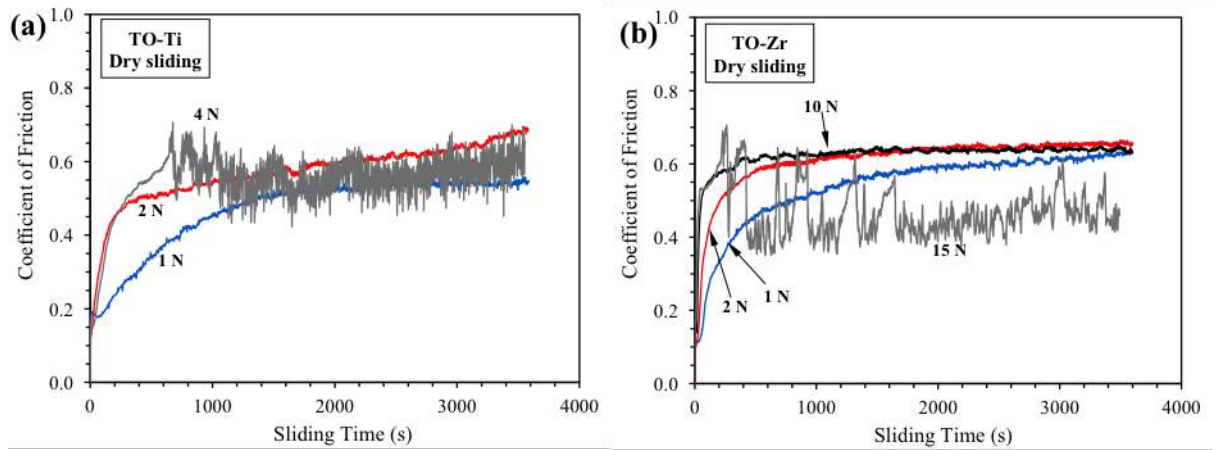 (a)
TO-Ti
Dry sliding
4 N
2 N
1 N
Coefficient of Friction
1.0
0.8
0.6
0.4
0.2
0.0
0
1000
2000
3000
4000
Sliding Time (s)
(b)
TO-Zr
Dry sliding
10 N
15 N
1 N
2 N
Coefficient of Friction
1.0
0.8
0.6
0.4
0.2
0.0
0
1000
2000
3000
4000
Sliding Time (s)